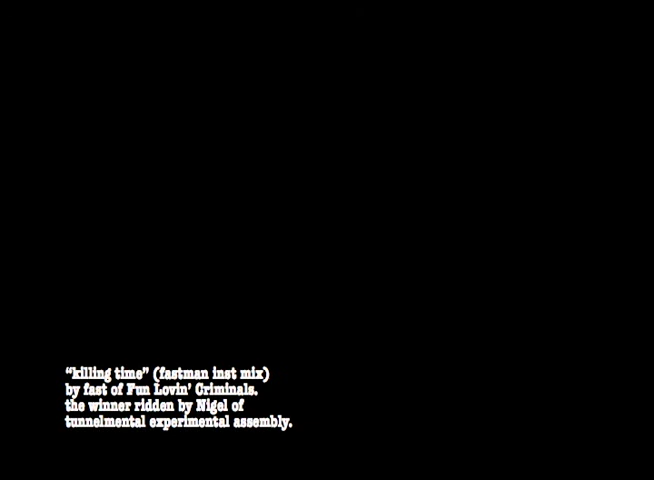 “killing time” (fastman inst mix)
by fast of Fun Lovin’ Criminals.
the winner ridden by Nigel of
tunnelmental experimental assembly.